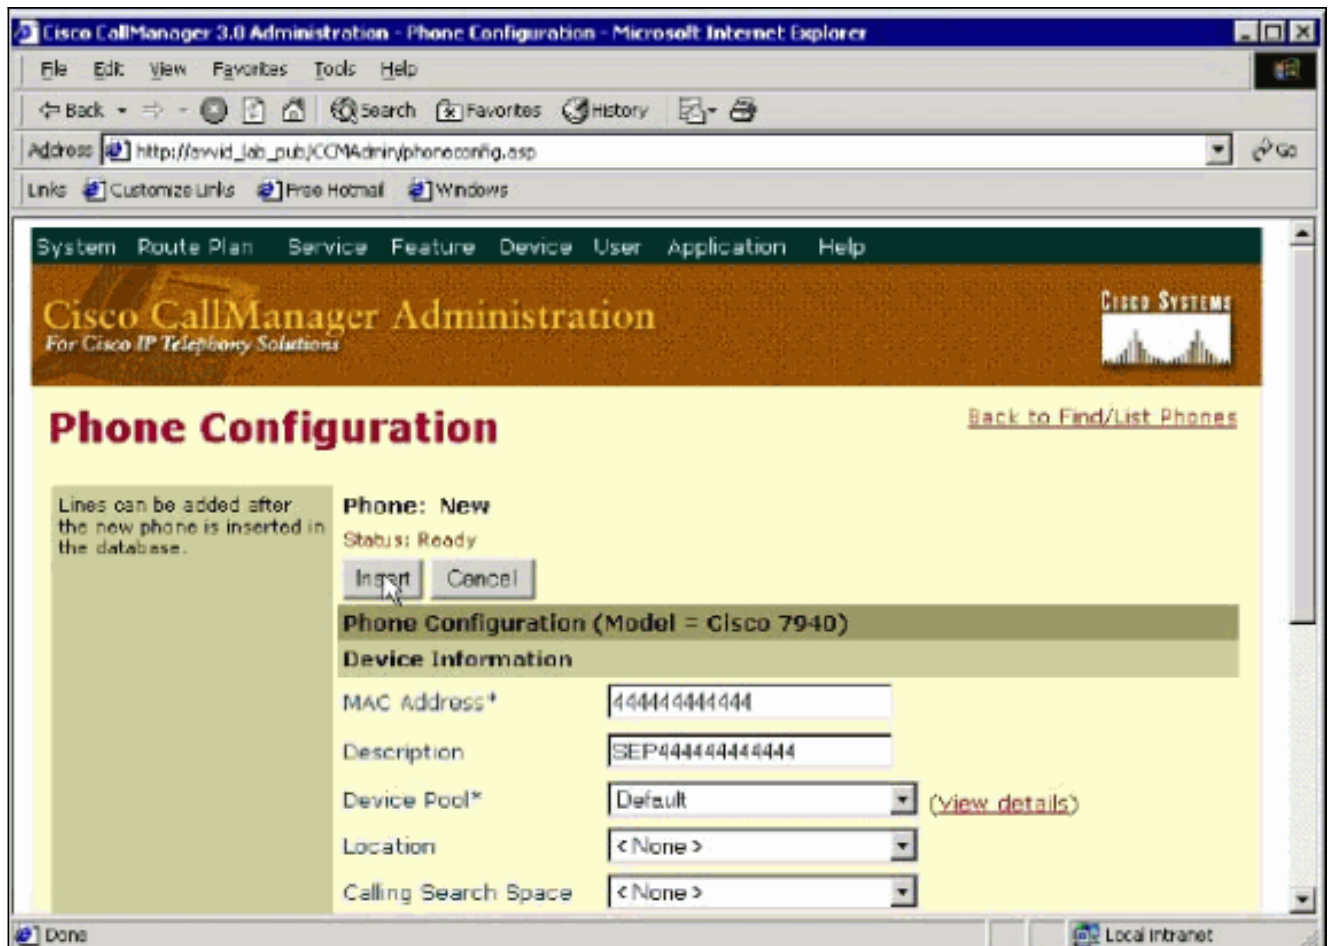 Cisco CallManager 3.0 Administration - Phone Configuration - Microsoft Internet Explorer
File Edit View Favorites Tools Help
Back Search Favorites History
Address http://avvid_lab_pub/CCMAdmin/phoneconfig.asp Go
Links Customize Links Free Hotmail Windows
System Route Plan Service Feature Device User Application Help
Cisco CallManager Administration
For Cisco IP Telephony Solutions
CISCO SYSTEMS
Phone Configuration
Back to Find/List Phones
Lines can be added after
the new phone is inserted in
the database.
Phone: New
Status: Ready
Insert Cancel
Phone Configuration (Model = Cisco 7940)
Device Information
MAC Address* 444444444444
Description SEP444444444444
Device Pool* Default (View details)
Location < None >
Calling Search Space < None >
Done Local intranet